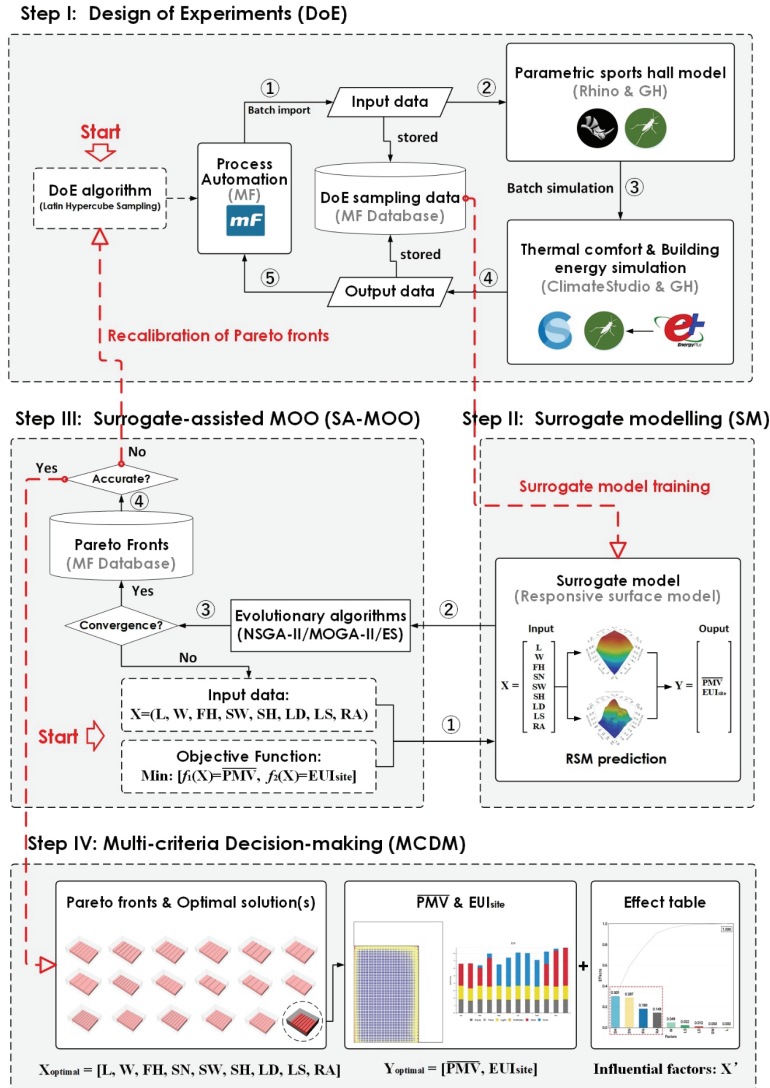 Step I: Design of Experiments (DoE)
Start
DoE algorithm
(Latin Hypercube Sampling)
①
Batch import
Process
Automation
(MF)
mF
Input data
stored
②
Parametric sports hall model
(Rhino & GH)
Batch simulation ③
DoE sampling data
(MF Database)
stored
⑤
Output data
④
Thermal comfort & Building
energy simulation
(ClimateStudio & GH)
EnergyPlus
Recalibration of Pareto fronts
Step III: Surrogate-assisted MOO (SA-MOO)
Yes
No
Accurate?
④
Pareto Fronts
(MF Database)
Yes
Convergence?
③
Evolutionary algorithms
(NSGA-II/MOGA-II/ES)
②
No
Input data:
X=(L, W, FH, SW, SH, LD, LS, RA)
Start
①
Objective Function:
Min: [f₁(X)=P̅M̅V̅, f₂(X)=EUIsite]
Step II: Surrogate modelling (SM)
Surrogate model training
Surrogate model
(Responsive surface model)
Input
Ouput
X =
L
W
FH
SN
SW
SH
LD
LS
RA
Y =
P̅M̅V̅
EUIsite
RSM prediction
Step IV: Multi-criteria Decision-making (MCDM)
Pareto fronts & Optimal solution(s)
Xoptimal = [L, W, FH, SN, SW, SH, LD, LS, RA]
P̅M̅V̅ & EUIsite
Yoptimal = [P̅M̅V̅, EUIsite]
+
Effect table
Influential factors: X’